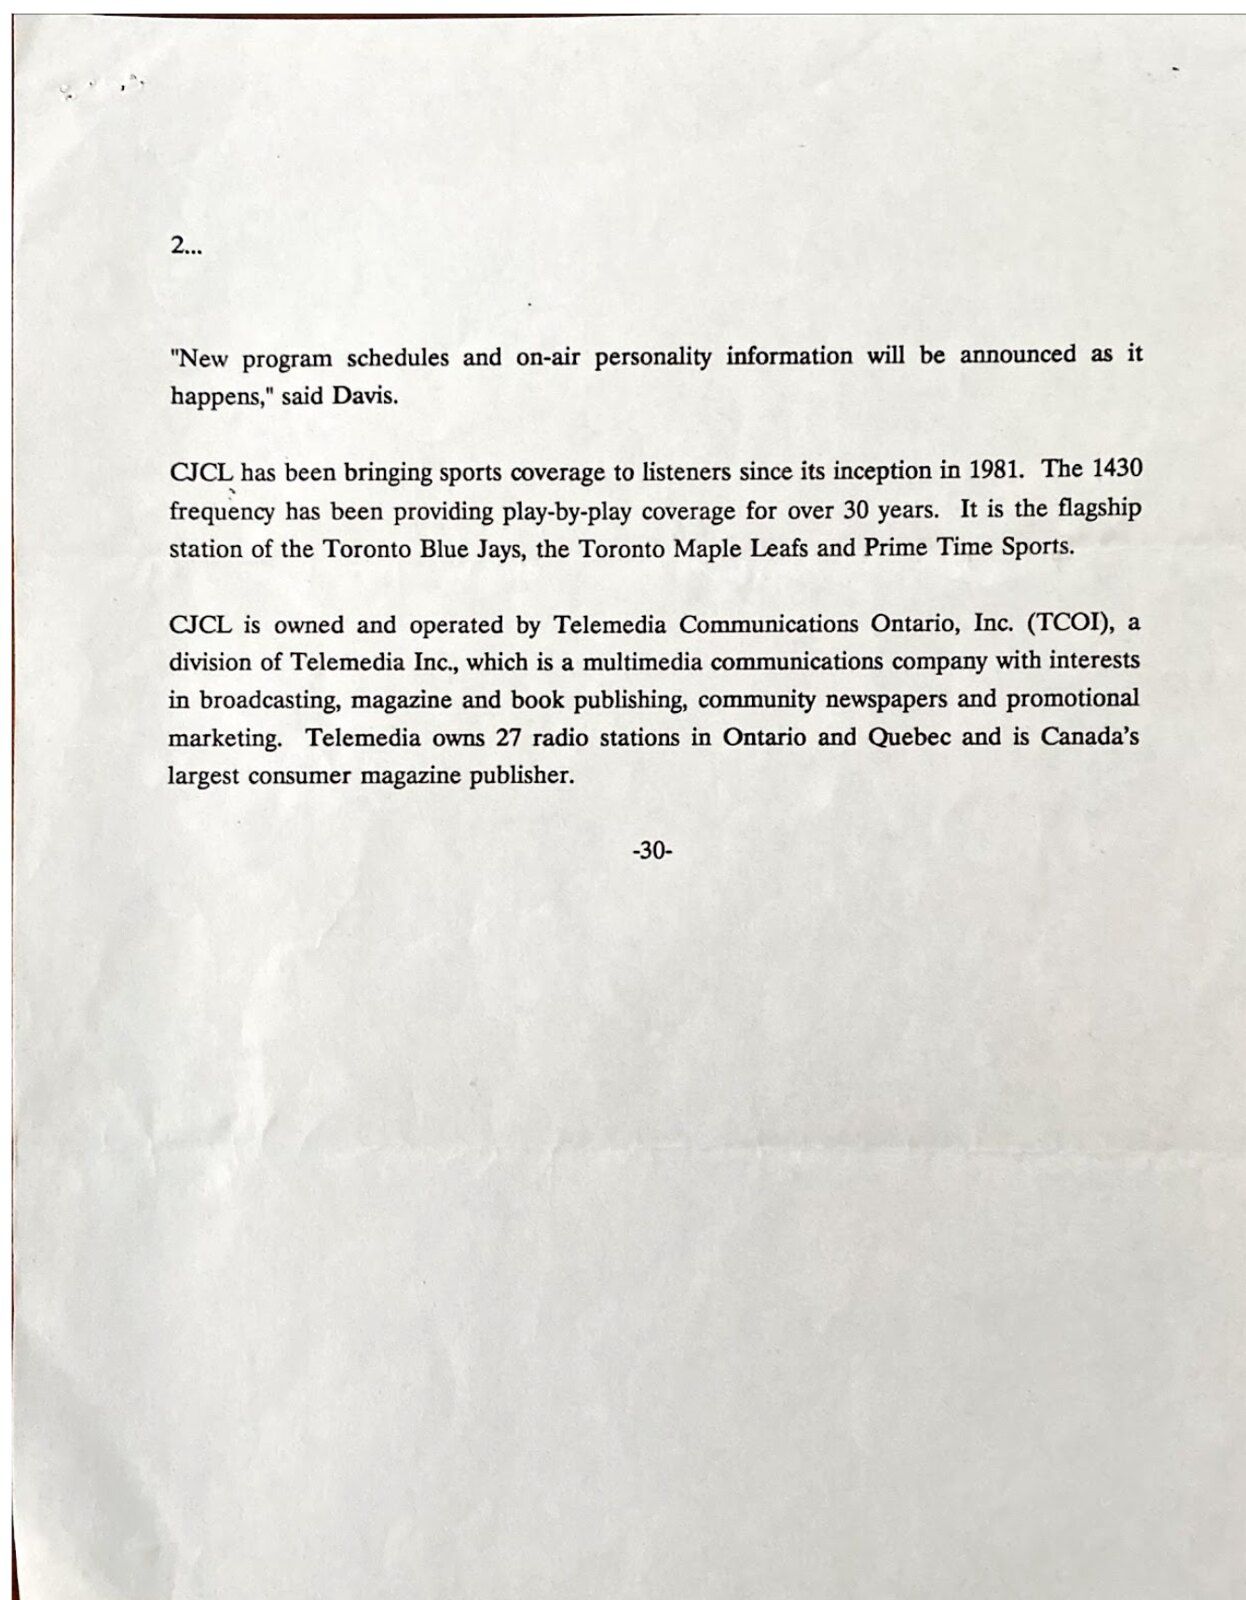 2...
"New program schedules and on-air personality information will be announced as it
happens," said Davis.
CJCL has been bringing sports coverage to listeners since its inception in 1981. The 1430
frequency has been providing play-by-play coverage for over 30 years. It is the flagship
station of the Toronto Blue Jays, the Toronto Maple Leafs and Prime Time Sports.
CJCL is owned and operated by Telemedia Communications Ontario, Inc. (TCOI), a
division of Telemedia Inc., which is a multimedia communications company with interests
in broadcasting, magazine and book publishing, community newspapers and promotional
marketing. Telemedia owns 27 radio stations in Ontario and Quebec and is Canada's
largest consumer magazine publisher.
-30-